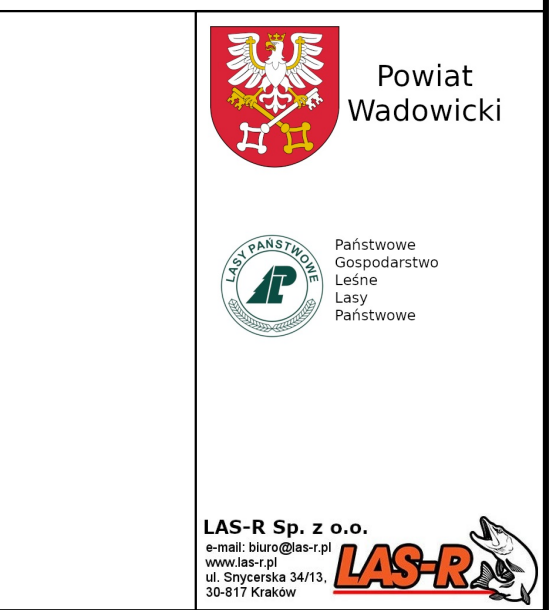 Powiat
Wadowicki
LASY PAŃSTWOWE
LP
Państwowe
Gospodarstwo
Leśne
Lasy
Państwowe
LAS-R Sp. z o.o.
e-mail: biuro@las-r.pl
www.las-r.pl
ul. Snycerska 34/13,
30-817 Kraków
LAS-R